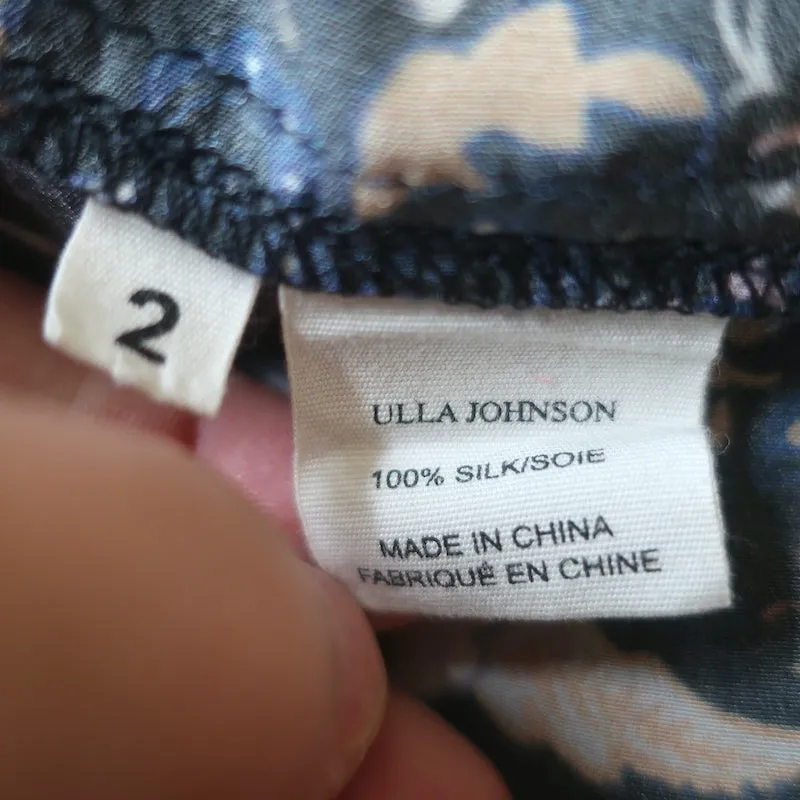 2
ULLA JOHNSON
100% SILK/SOIE
MADE IN CHINA
FABRIQUÉ EN CHINE